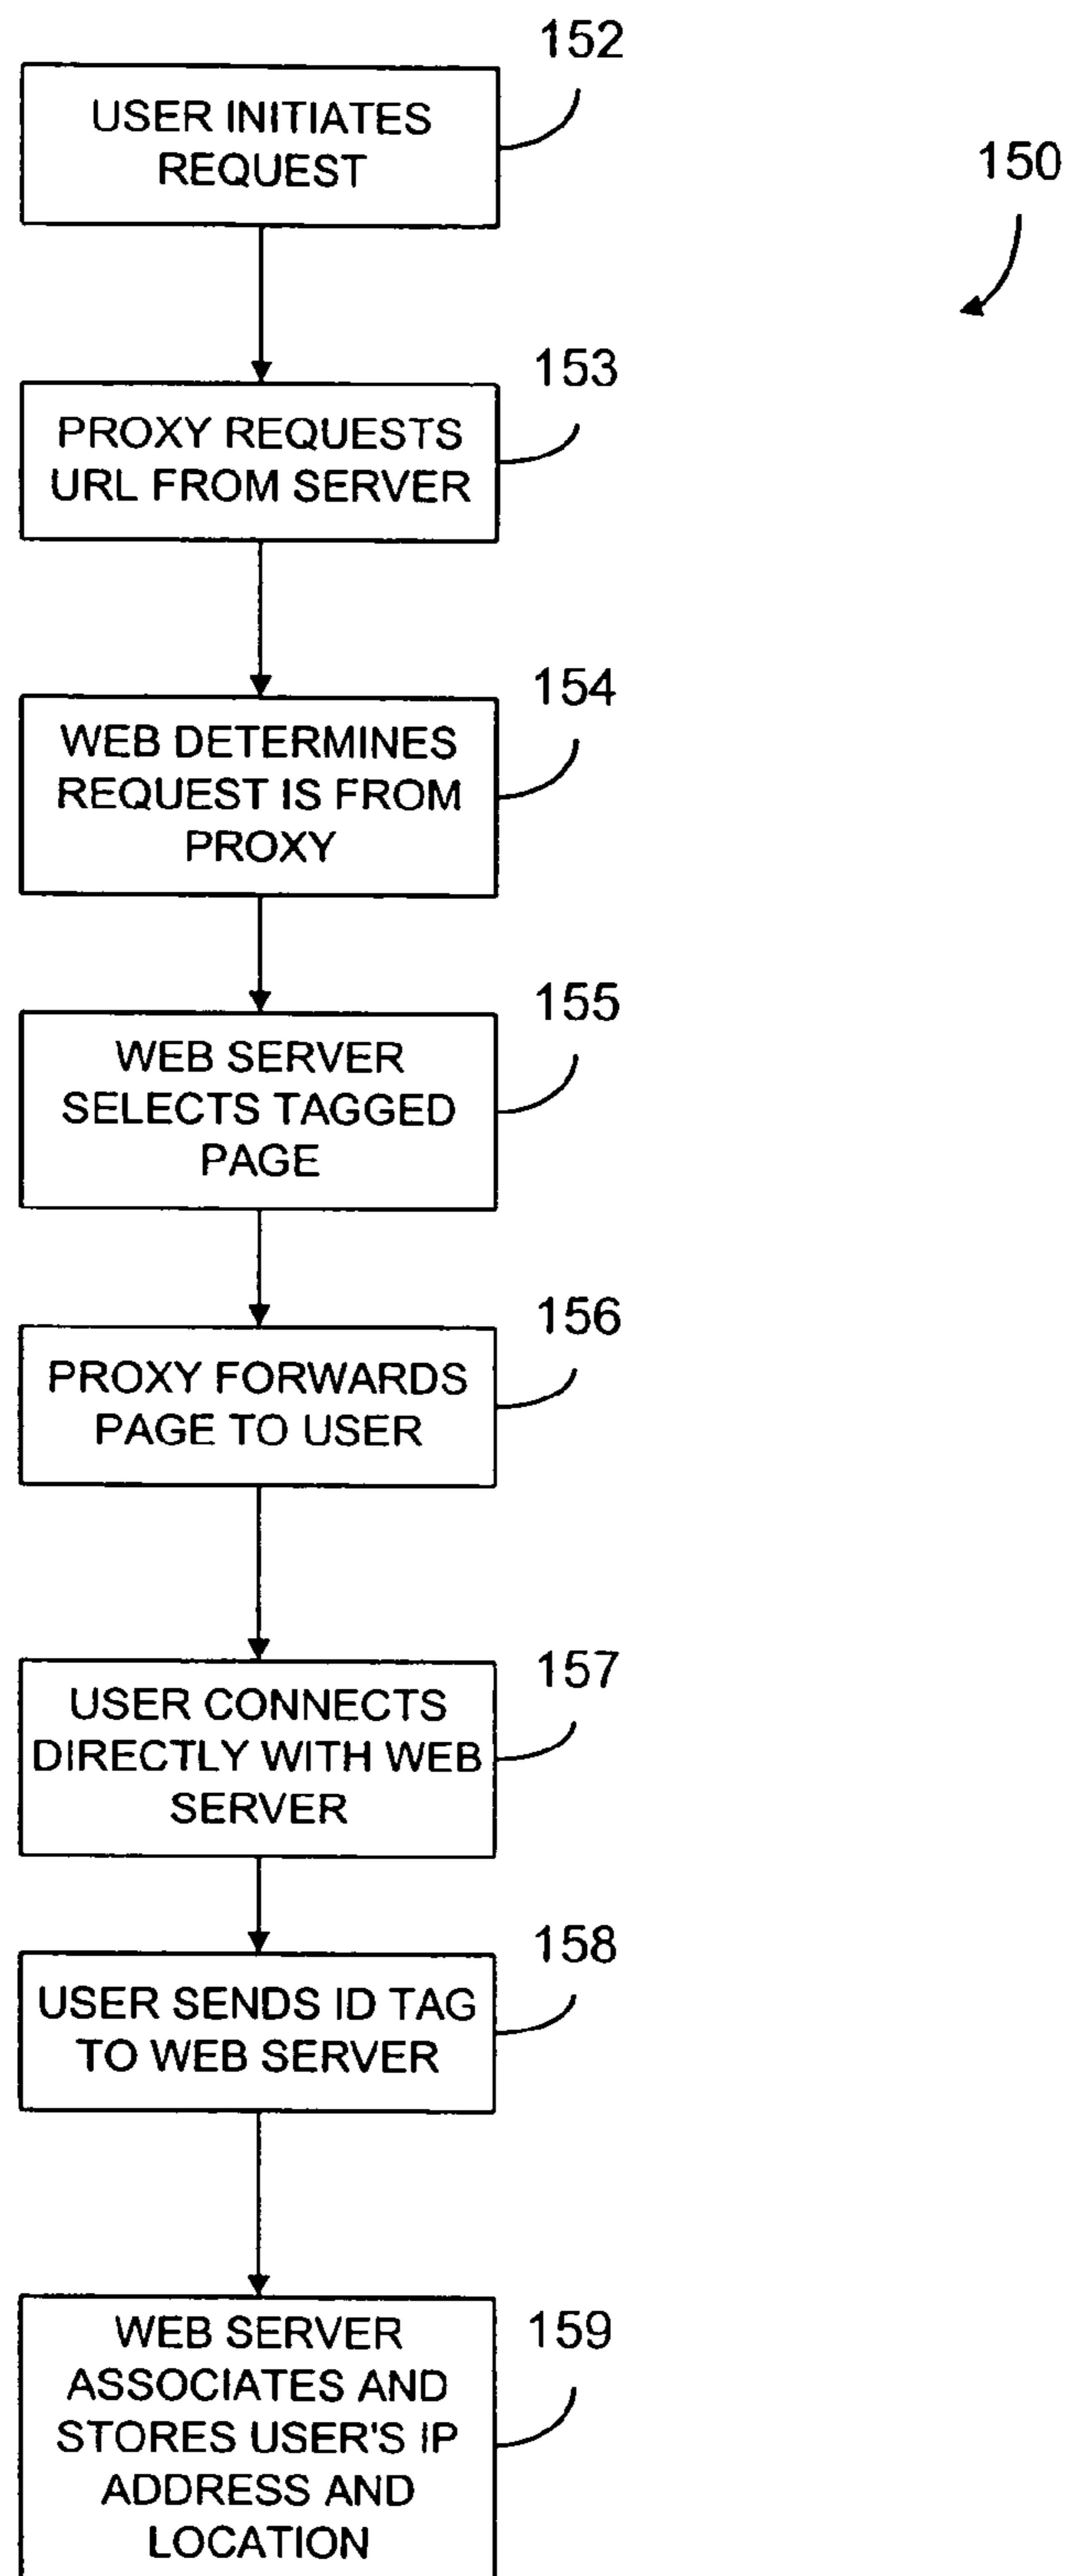 152
USER INITIATES
REQUEST
150
153
PROXY REQUESTS
URL FROM SERVER
154
WEB DETERMINES
REQUEST IS FROM
PROXY
155
WEB SERVER
SELECTS TAGGED
PAGE
156
PROXY FORWARDS
PAGE TO USER
157
USER CONNECTS
DIRECTLY WITH WEB
SERVER
158
USER SENDS ID TAG
TO WEB SERVER
159
WEB SERVER
ASSOCIATES AND
STORES USER'S IP
ADDRESS AND
LOCATION